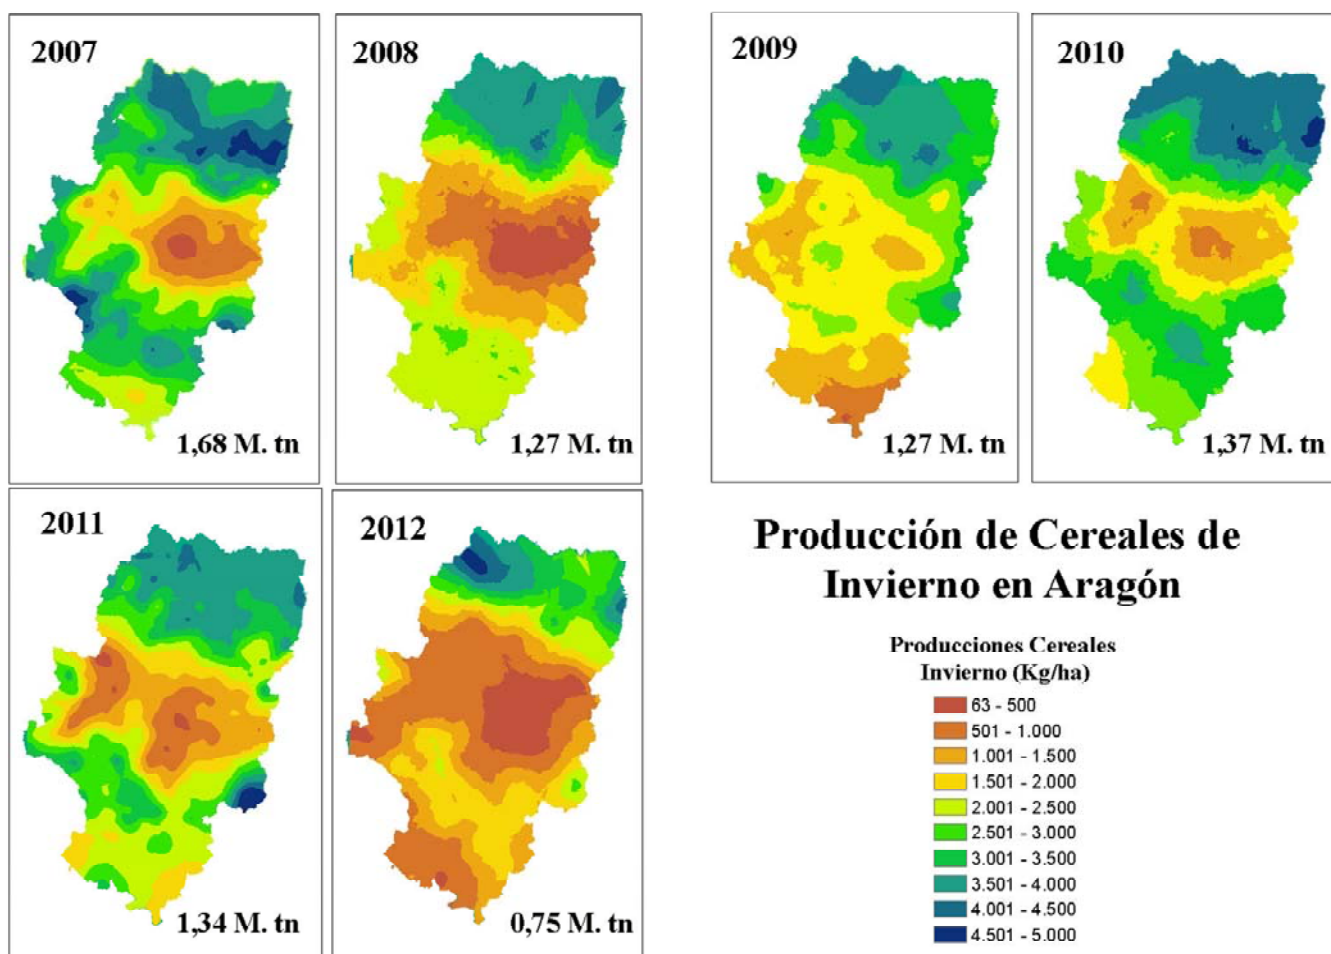 2007
1,68 M. tn
2008
1,27 M. tn
2009
1,27 M. tn
2010
1,37 M. tn
2011
1,34 M. tn
2012
0,75 M. tn
Producción de Cereales de
Invierno en Aragón
Producciones Cereales
Invierno (Kg/ha)
63 - 500
501 - 1.000
1.001 - 1.500
1.501 - 2.000
2.001 - 2.500
2.501 - 3.000
3.001 - 3.500
3.501 - 4.000
4.001 - 4.500
4.501 - 5.000